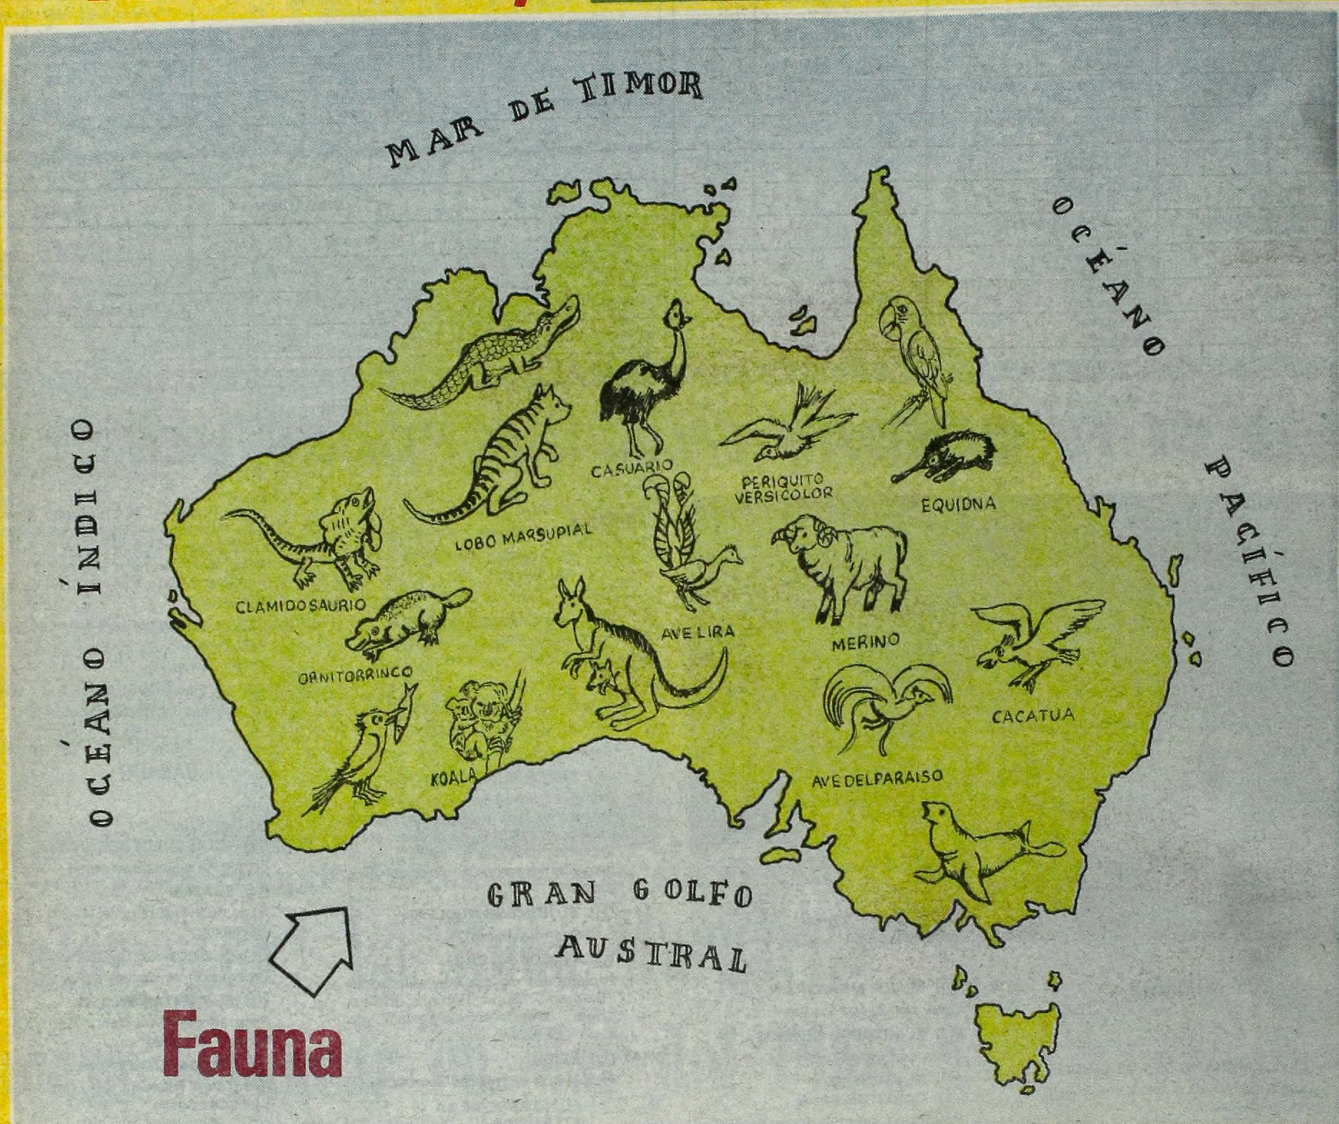 MAR DE TIMOR
OCÉANO
PACÍFICO
OCÉANO ÍNDICO
CASUARIO
PERIQUITO
VERSICOLOR
EQUIDNA
LOBO MARSUPIAL
CLAMIDOSAURIO
AVE LIRA
MERINO
ORNITORRINCO
CACATUA
KOALA
AVE DEL PARAISO
GRAN GOLFO
AUSTRAL
Fauna